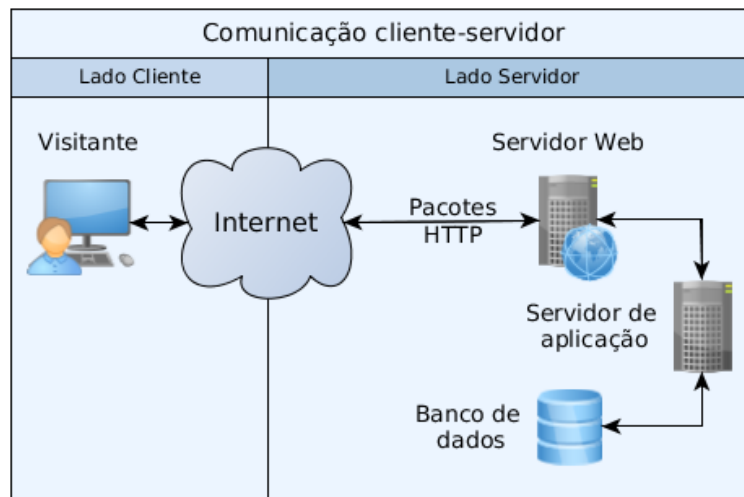 Comunicação cliente-servidor
Lado Cliente
Lado Servidor
Visitante
Internet
Pacotes
HTTP
Servidor Web
Servidor de
aplicação
Banco de
dados